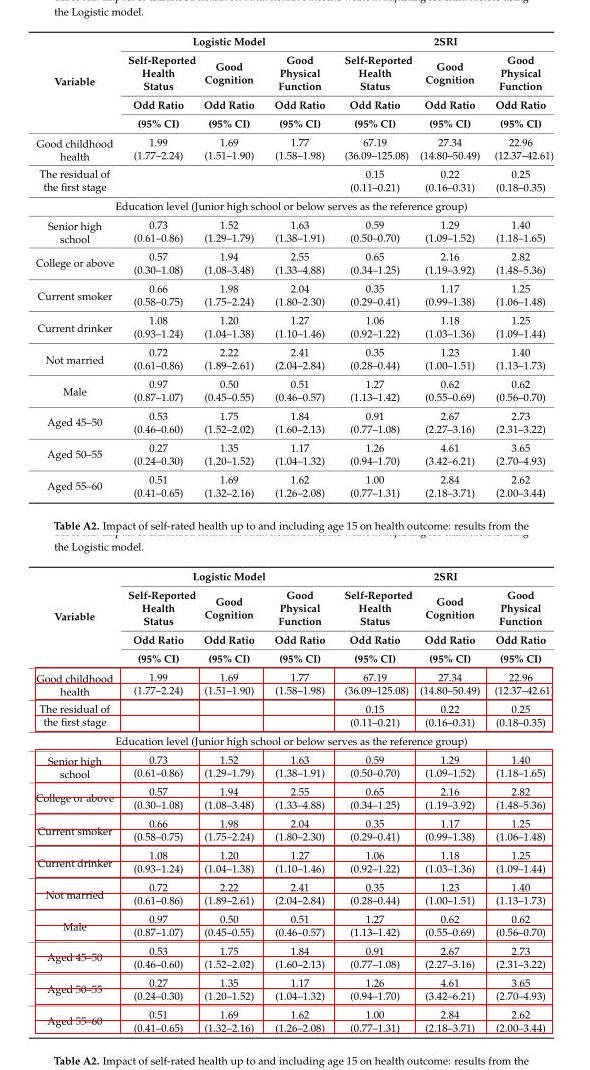 the Logistic model.
Logistic Model 2SRI
Variable Self-Reported Health Status Good Cognition Good Physical Function Self-Reported Health Status Good Cognition Good Physical Function
Odd Ratio Odd Ratio Odd Ratio Odd Ratio Odd Ratio Odd Ratio
(95% CI) (95% CI) (95% CI) (95% CI) (95% CI) (95% CI)
Good childhood health 1.99 1.69 1.77 67.19 27.34 22.96
(1.77–2.24) (1.51–1.90) (1.58–1.98) (36.09–125.08) (14.80–50.49) (12.37–42.61)
The residual of the first stage 0.15 0.22 0.25
(0.11–0.21) (0.16–0.31) (0.18–0.35)
Education level (Junior high school or below serves as the reference group)
Senior high school 0.73 1.52 1.63 0.59 1.29 1.40
(0.61–0.86) (1.29–1.79) (1.38–1.91) (0.50–0.70) (1.09–1.52) (1.18–1.65)
College or above 0.57 1.94 2.55 0.65 2.16 2.82
(0.30–1.08) (1.08–3.48) (1.33–4.88) (0.34–1.25) (1.19–3.92) (1.48–5.36)
Current smoker 0.66 1.98 2.04 0.35 1.17 1.25
(0.58–0.75) (1.75–2.24) (1.80–2.30) (0.29–0.41) (0.99–1.38) (1.06–1.48)
Current drinker 1.08 1.20 1.27 1.06 1.18 1.25
(0.93–1.24) (1.04–1.38) (1.10–1.46) (0.92–1.22) (1.03–1.36) (1.09–1.44)
Not married 0.72 2.22 2.41 0.35 1.23 1.40
(0.61–0.86) (1.89–2.61) (2.04–2.84) (0.28–0.44) (1.00–1.51) (1.13–1.73)
Male 0.97 0.50 0.51 1.27 0.62 0.62
(0.87–1.07) (0.45–0.55) (0.46–0.57) (1.13–1.42) (0.55–0.69) (0.56–0.70)
Aged 45–50 0.53 1.75 1.84 0.91 2.67 2.73
(0.46–0.60) (1.52–2.02) (1.60–2.13) (0.77–1.08) (2.27–3.16) (2.31–3.22)
Aged 50–55 0.27 1.35 1.17 1.26 4.61 3.65
(0.24–0.30) (1.20–1.52) (1.04–1.32) (0.94–1.70) (3.42–6.21) (2.70–4.93)
Aged 55–60 0.51 1.69 1.62 1.00 2.84 2.62
(0.41–0.65) (1.32–2.16) (1.26–2.08) (0.77–1.31) (2.18–3.71) (2.00–3.44)
Table A2. Impact of self-rated health up to and including age 15 on health outcome: results from the
the Logistic model.
Logistic Model 2SRI
Variable Self-Reported Health Status Good Cognition Good Physical Function Self-Reported Health Status Good Cognition Good Physical Function
Odd Ratio Odd Ratio Odd Ratio Odd Ratio Odd Ratio Odd Ratio
(95% CI) (95% CI) (95% CI) (95% CI) (95% CI) (95% CI)
Good childhood health 1.99 1.69 1.77 67.19 27.34 22.96
(1.77–2.24) (1.51–1.90) (1.58–1.98) (36.09–125.08) (14.80–50.49) (12.37–42.61
The residual of the first stage 0.15 0.22 0.25
(0.11–0.21) (0.16–0.31) (0.18–0.35)
Education level (Junior high school or below serves as the reference group)
Senior high school 0.73 1.52 1.63 0.59 1.29 1.40
(0.61–0.86) (1.29–1.79) (1.38–1.91) (0.50–0.70) (1.09–1.52) (1.18–1.65)
College or above 0.57 1.94 2.55 0.65 2.16 2.82
(0.30–1.08) (1.08–3.48) (1.33–4.88) (0.34–1.25) (1.19–3.92) (1.48–5.36)
Current smoker 0.66 1.98 2.04 0.35 1.17 1.25
(0.58–0.75) (1.75–2.24) (1.80–2.30) (0.29–0.41) (0.99–1.38) (1.06–1.48)
Current drinker 1.08 1.20 1.27 1.06 1.18 1.25
(0.93–1.24) (1.04–1.38) (1.10–1.46) (0.92–1.22) (1.03–1.36) (1.09–1.44)
Not married 0.72 2.22 2.41 0.35 1.23 1.40
(0.61–0.86) (1.89–2.61) (2.04–2.84) (0.28–0.44) (1.00–1.51) (1.13–1.73)
Male 0.97 0.50 0.51 1.27 0.62 0.62
(0.87–1.07) (0.45–0.55) (0.46–0.57) (1.13–1.42) (0.55–0.69) (0.56–0.70)
Aged 45–50 0.53 1.75 1.84 0.91 2.67 2.73
(0.46–0.60) (1.52–2.02) (1.60–2.13) (0.77–1.08) (2.27–3.16) (2.31–3.22)
Aged 50–55 0.27 1.35 1.17 1.26 4.61 3.65
(0.24–0.30) (1.20–1.52) (1.04–1.32) (0.94–1.70) (3.42–6.21) (2.70–4.93)
Aged 55–60 0.51 1.69 1.62 1.00 2.84 2.62
(0.41–0.65) (1.32–2.16) (1.26–2.08) (0.77–1.31) (2.18–3.71) (2.00–3.44)
Table A2. Impact of self-rated health up to and including age 15 on health outcome: results from the